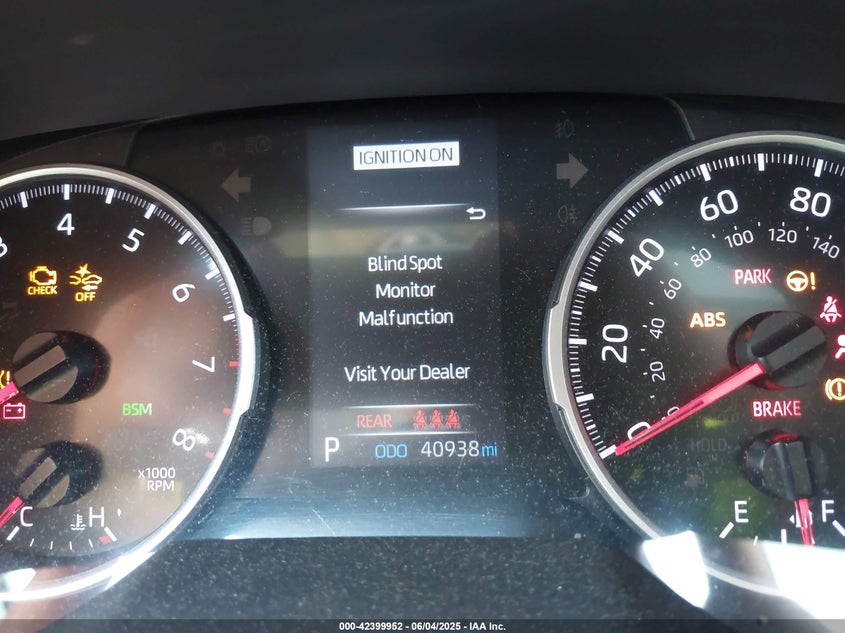 IGNITION ON
Blind Spot
Monitor
Malfunction
Visit Your Dealer
REAR
P ODO 40938 mi
4
5
6
7
8
CHECK
OFF
BSM
x1000
RPM
C H
0
20
40
60
80
20
40
60
80
100
120
140
PARK
ABS
BRAKE
HOLD
E F
000-42399952 - 06/04/2025 - IAA Inc.